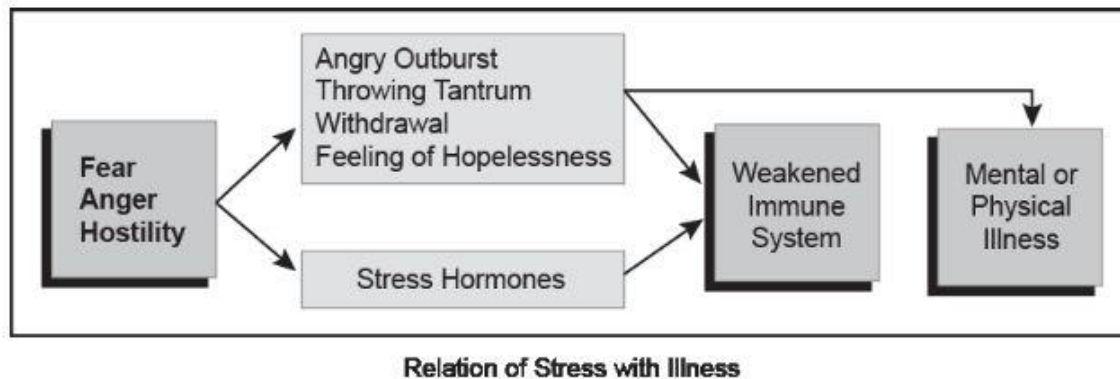 Fear
Anger
Hostility
Angry Outburst
Throwing Tantrum
Withdrawal
Feeling of Hopelessness
Stress Hormones
Weakened
Immune
System
Mental or
Physical
Illness
Relation of Stress with Illness